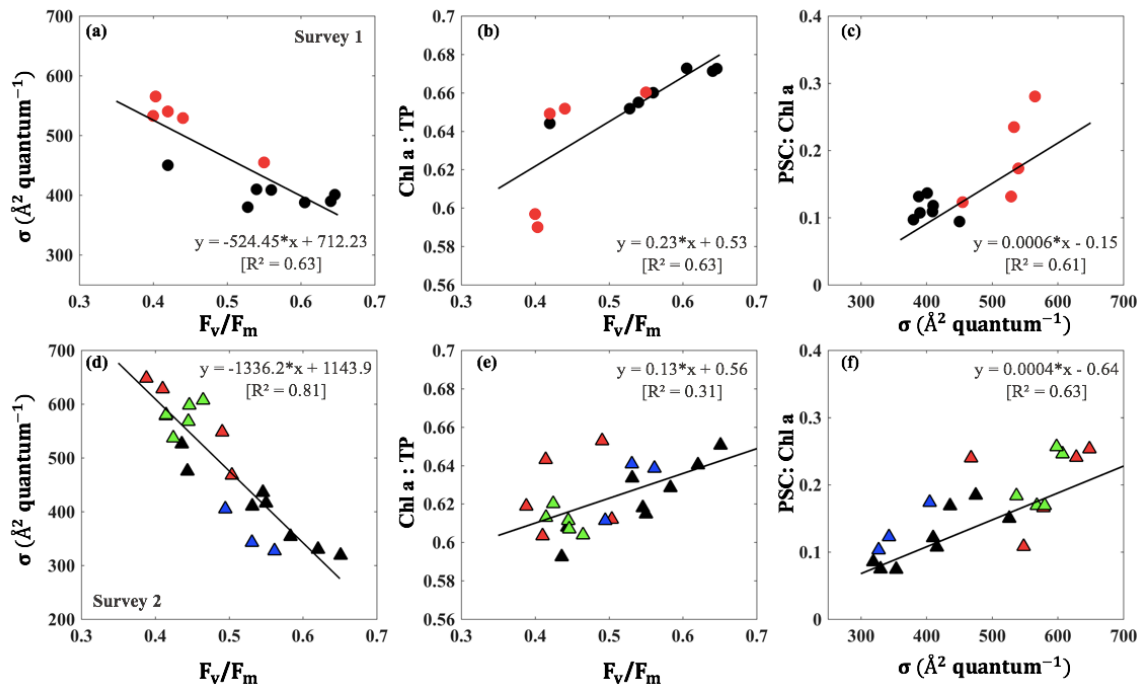 (a)
Survey 1
σ (Å² quantum⁻¹)
700
600
500
400
300
y = -524.45*x + 712.23
[R² = 0.63]
0.3
0.4
0.5
0.6
0.7
Fv/Fm
(b)
Chl a : TP
0.7
0.68
0.66
0.64
0.62
0.6
0.58
0.56
y = 0.23*x + 0.53
[R² = 0.63]
0.3
0.4
0.5
0.6
0.7
Fv/Fm
(c)
PSC: Chl a
0.4
0.3
0.2
0.1
0
y = 0.0006*x - 0.15
[R² = 0.61]
300
400
500
600
700
σ (Å² quantum⁻¹)
(d)
y = -1336.2*x + 1143.9
[R² = 0.81]
σ (Å² quantum⁻¹)
700
600
500
400
300
200
Survey 2
0.3
0.4
0.5
0.6
0.7
Fv/Fm
(e)
y = 0.13*x + 0.56
[R² = 0.31]
Chl a : TP
0.7
0.68
0.66
0.64
0.62
0.6
0.58
0.56
0.3
0.4
0.5
0.6
0.7
Fv/Fm
(f)
y = 0.0004*x - 0.64
[R² = 0.63]
PSC: Chl a
0.4
0.3
0.2
0.1
0
300
400
500
600
700
σ (Å² quantum⁻¹)